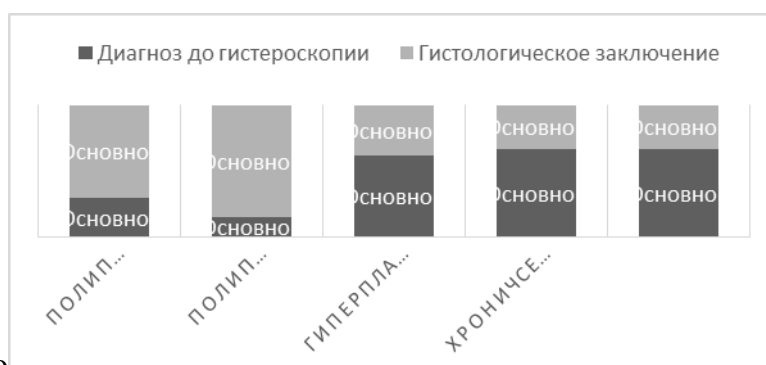 Диагноз до гистероскопии Гистологическое заключение
Основно Основно Основно Основно Основно
Основно Основно Основно Основно Основно
ПОЛИП...
ПОЛИП...
ГИПЕРПЛА...
ХРОНИЧСЕ...